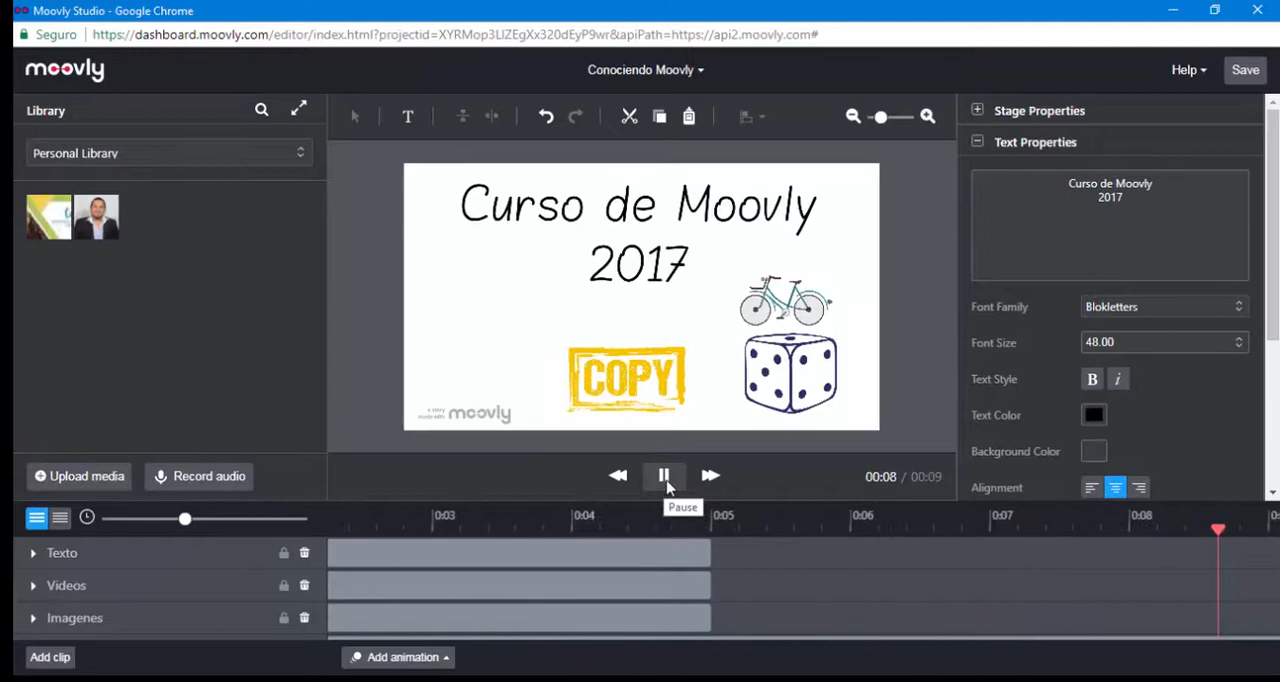 Moovly Studio - Google Chrome
Seguro https://dashboard.moovly.com/editor/index.html?projectid=XYRMop3LlZEgXx320dEyP9wr&apiPath=https://api2.moovly.com#
moovly
Conociendo Moovly
Help
Save
Library
Personal Library
T
Stage Properties
Text Properties
Curso de Moovly
2017
Curso de Moovly
2017
COPY
moovly
Font Family
Blokletters
Font Size
48.00
Text Style
B i
Text Color
Background Color
Alignment
Upload media
Record audio
00:08 / 00:09
Pause
0:03 0:04 0:05 0:06 0:07 0:08
Texto
Videos
Imagenes
Add clip
Add animation